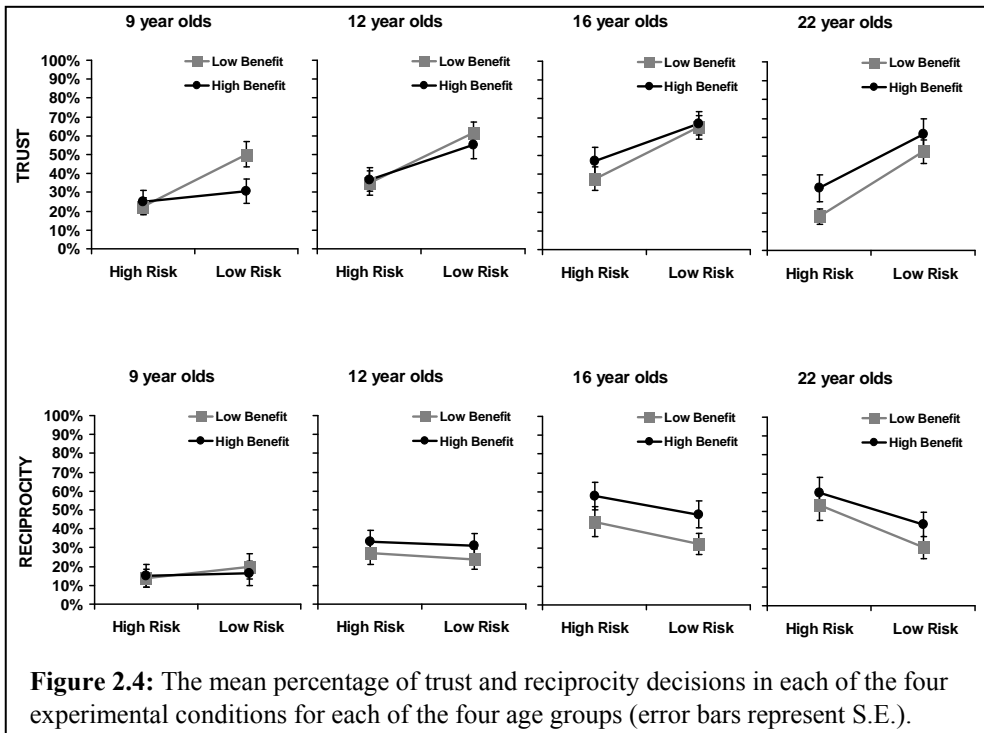 9 year olds 12 year olds 16 year olds 22 year olds
TRUST
100%
90%
80%
70%
60%
50%
40%
30%
20%
10%
0%
Low Benefit
High Benefit
Low Benefit
High Benefit
Low Benefit
High Benefit
Low Benefit
High Benefit
High Risk Low Risk High Risk Low Risk High Risk Low Risk High Risk Low Risk
9 year olds 12 year olds 16 year olds 22 year olds
RECIPROCITY
100%
90%
80%
70%
60%
50%
40%
30%
20%
10%
0%
Low Benefit
High Benefit
Low Benefit
High Benefit
Low Benefit
High Benefit
Low Benefit
High Benefit
High Risk Low Risk High Risk Low Risk High Risk Low Risk High Risk Low Risk
Figure 2.4: The mean percentage of trust and reciprocity decisions in each of the four
experimental conditions for each of the four age groups (error bars represent S.E.).